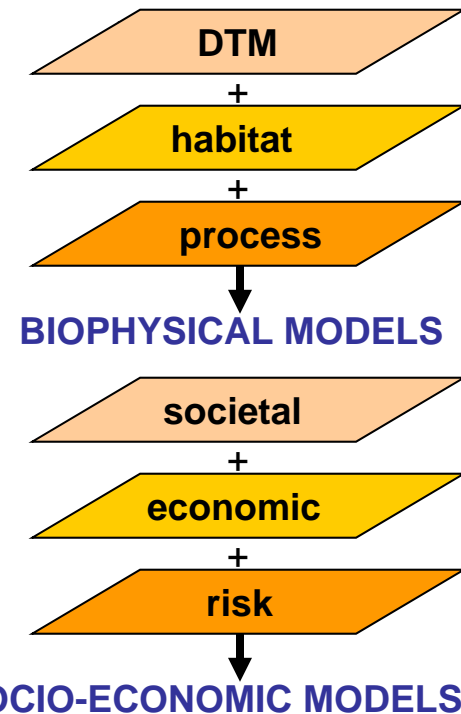 DTM
+
habitat
+
process
BIOPHYSICAL MODELS
societal
+
economic
+
risk
OCIO-ECONOMIC MODELS